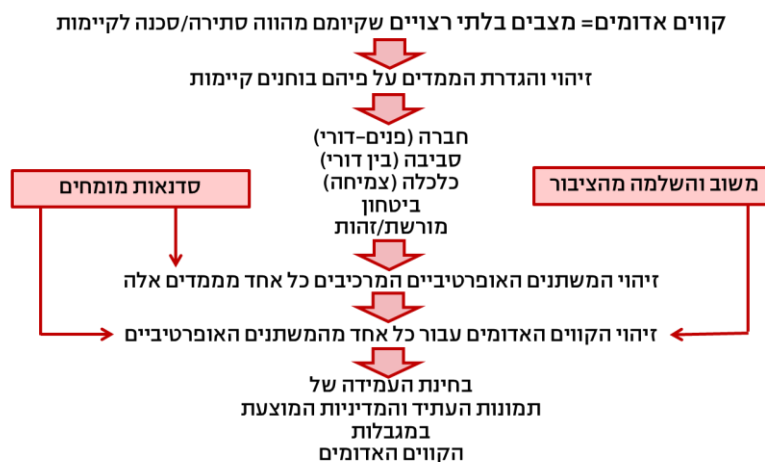 קווים אדומים= מצבים בלתי רצויים שקיומם מהווה סתירה/סכנה לקיימות
זיהוי והגדרת הממדים על פיהם בוחנים קיימות
חברה (פנים-דורי)
סביבה (בין דורי)
כלכלה (צמיחה)
ביטחון
מורשת/זהות
משוב והשלמה מהציבור
סדנאות מומחים
זיהוי המשתנים האופרטיביים המרכיבים כל אחד מממדים אלה
זיהוי הקווים האדומים עבור כל אחד מהמשתנים האופרטיביים
בחינת העמידה של
תמונות העתיד והמדיניות המוצעת
במגבלות
הקווים האדומים